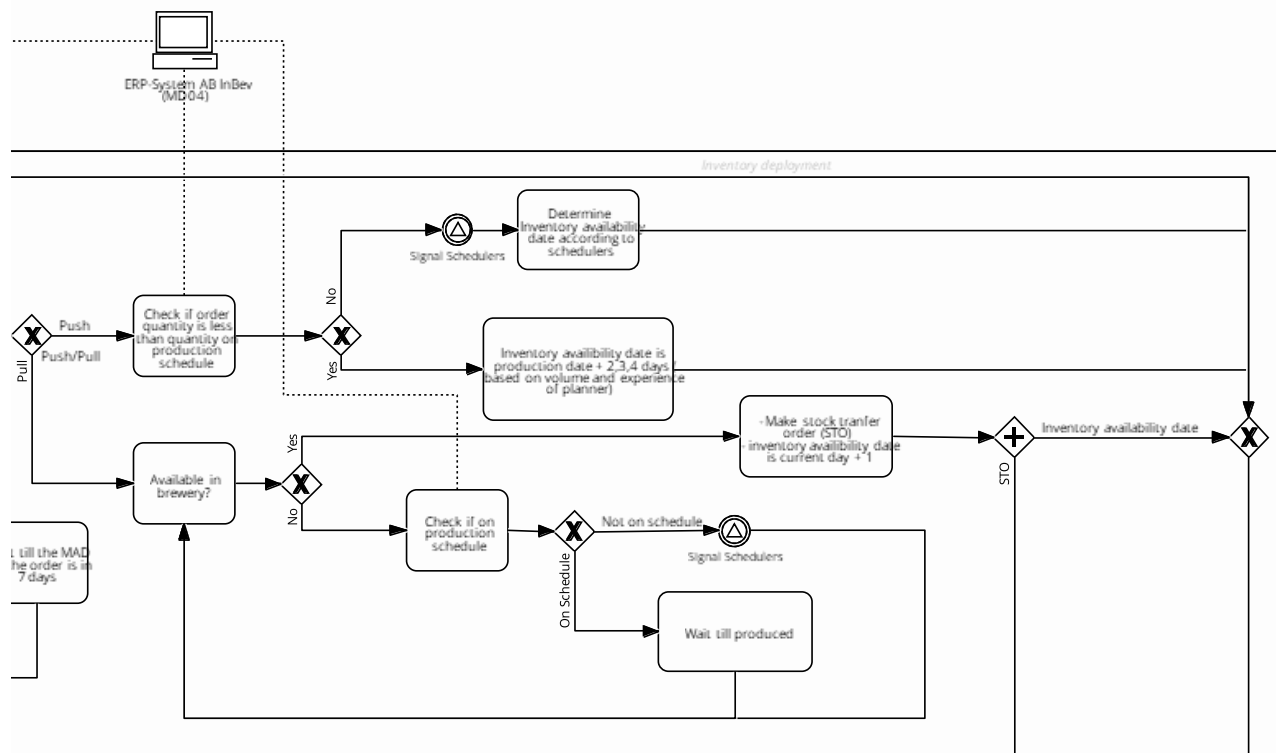 ERP-System AB InBev
(MD04)
Inventory deployment
Determine
Inventory availability
date according to
schedulers
Signal Schedulers
No
Push
Push/Pull
Pull
Check if order
quantity is less
than quantity on
production
schedule
Yes
Inventory availibility date is
production date + 2,3,4 days
based on volume and experience
of planner)
- Make stock tranfer
order (STO)
- inventory availibility date
is current day + 1
Inventory availability date
STO
Available in
brewery?
Yes
No
Check if on
production
schedule
Not on schedule
Signal Schedulers
On Schedule
Wait till produced
till the MAD
he order is in
7 days